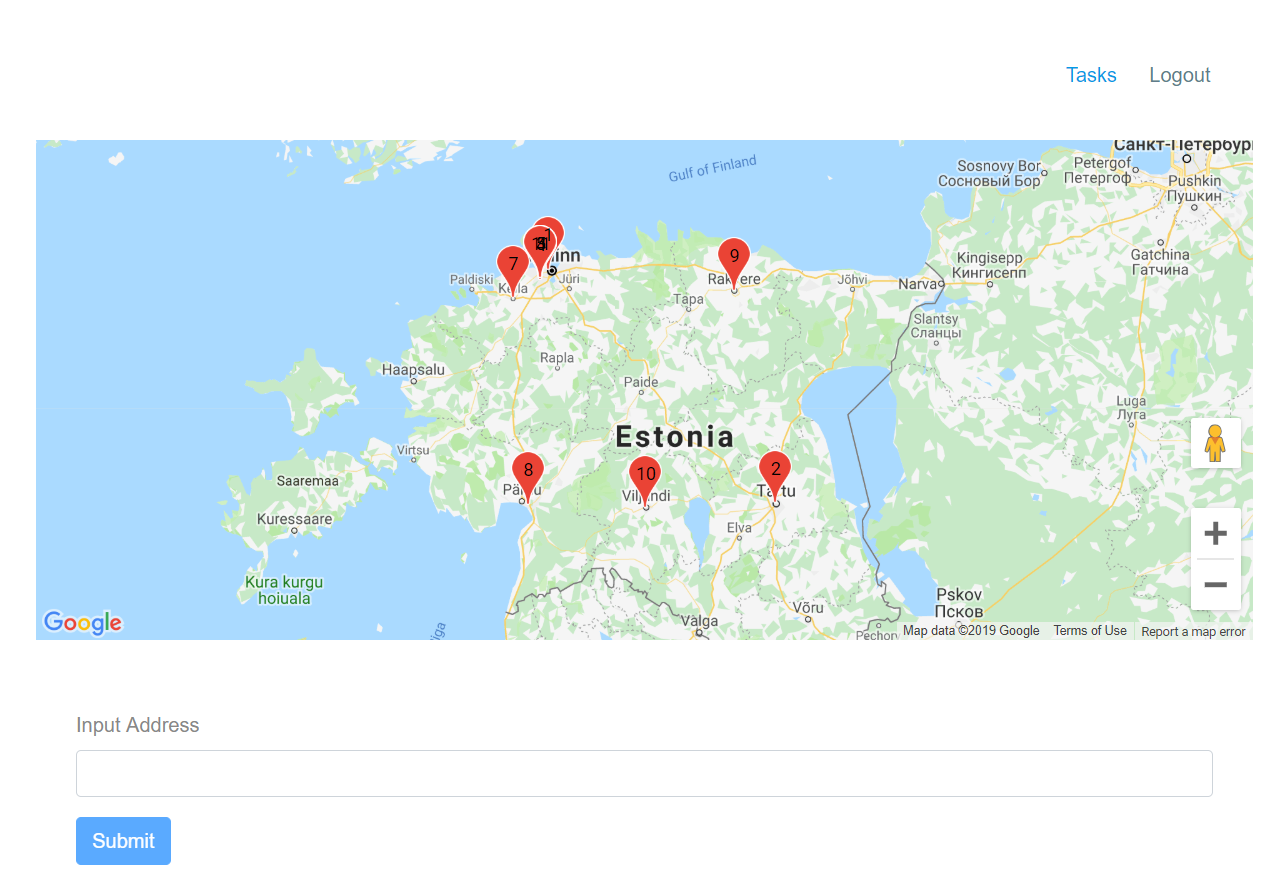 Tasks
Logout
Санкт-Петербург
Gulf of Finland
Sosnovy Bor
Сосновый Бор
Petergof
Петергоф
Pushkin
Пушкин
1
7
9
Paldiski
Keila
Jüri
Rakvere
Tapa
Jõhvi
Narva
Kingisepp
Кингисепп
Gatchina
Гатчина
Slantsy
Сланцы
Rapla
Haapsalu
Paide
Luga
Луга
Estonia
Virtsu
8
10
2
Saaremaa
Pärnu
Viljandi
Tartu
Kuressaare
Elva
Kura kurgu
hoiuala
Pskov
Псков
Võru
Valga
Pechory
Google
Map data ©2019 Google
Terms of Use
Report a map error
Input Address
Submit